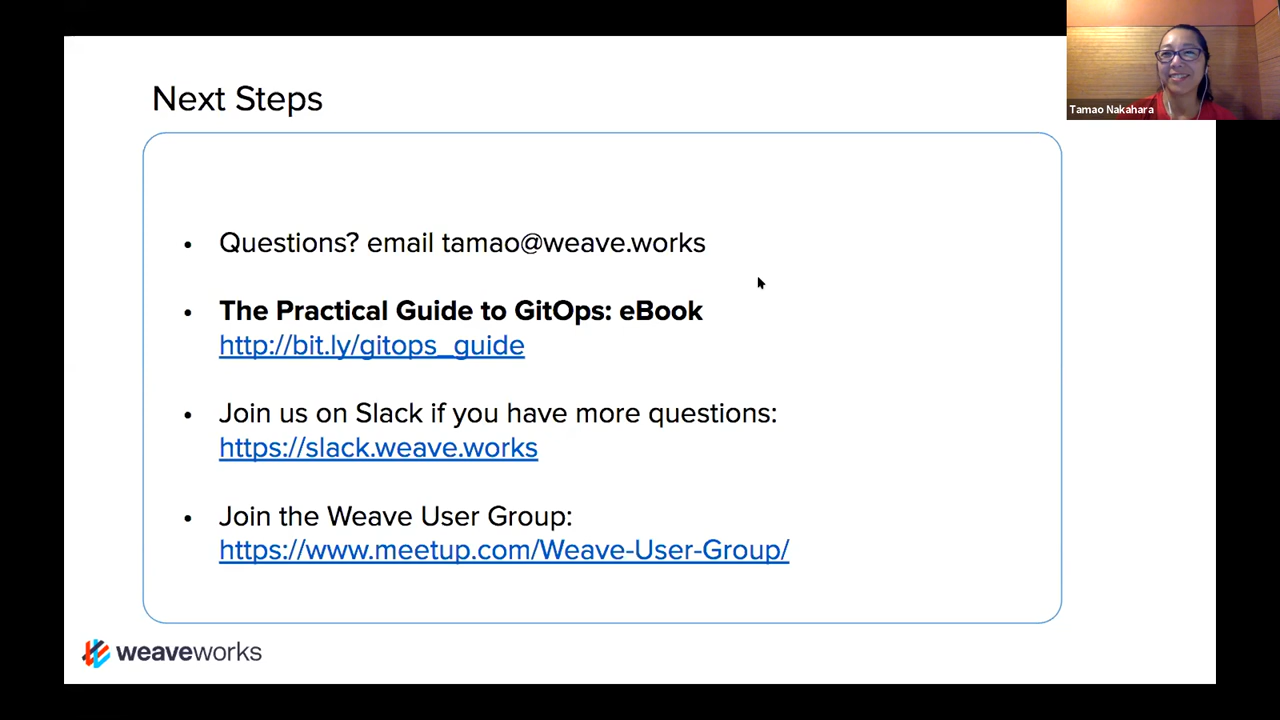 Next Steps
Tamao Nakahara
• Questions? email tamao@weave.works
• The Practical Guide to GitOps: eBook
http://bit.ly/gitops_guide
• Join us on Slack if you have more questions:
https://slack.weave.works
• Join the Weave User Group:
https://www.meetup.com/Weave-User-Group/
weaveworks